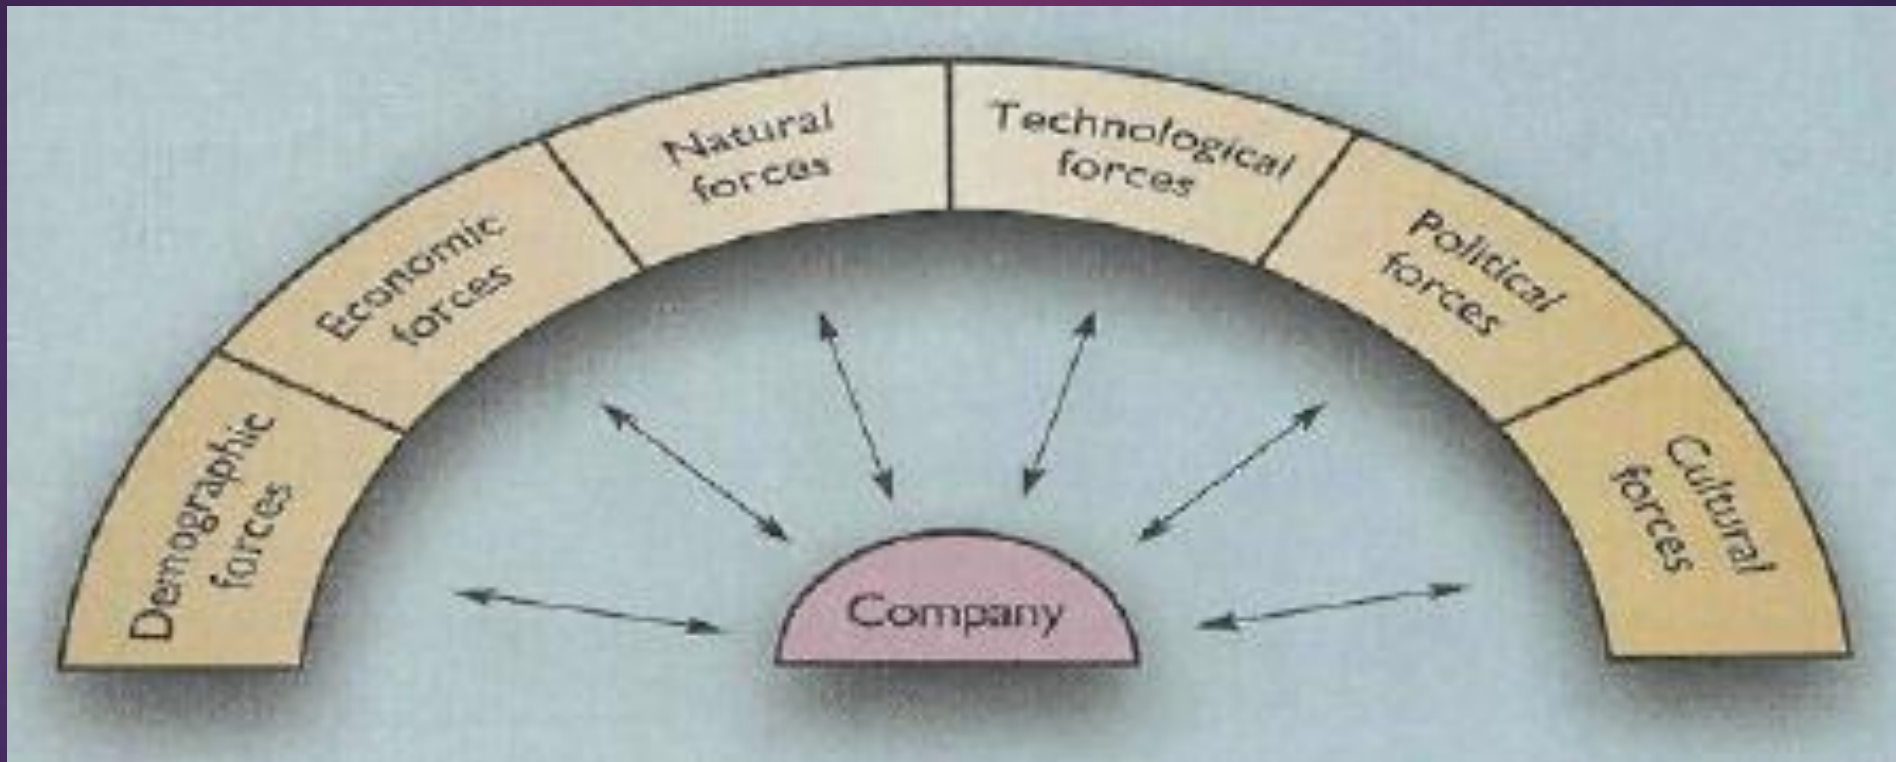 Demographic
forces
Economic
forces
Natural
forces
Technological
forces
Political
forces
Cultural
forces
Company